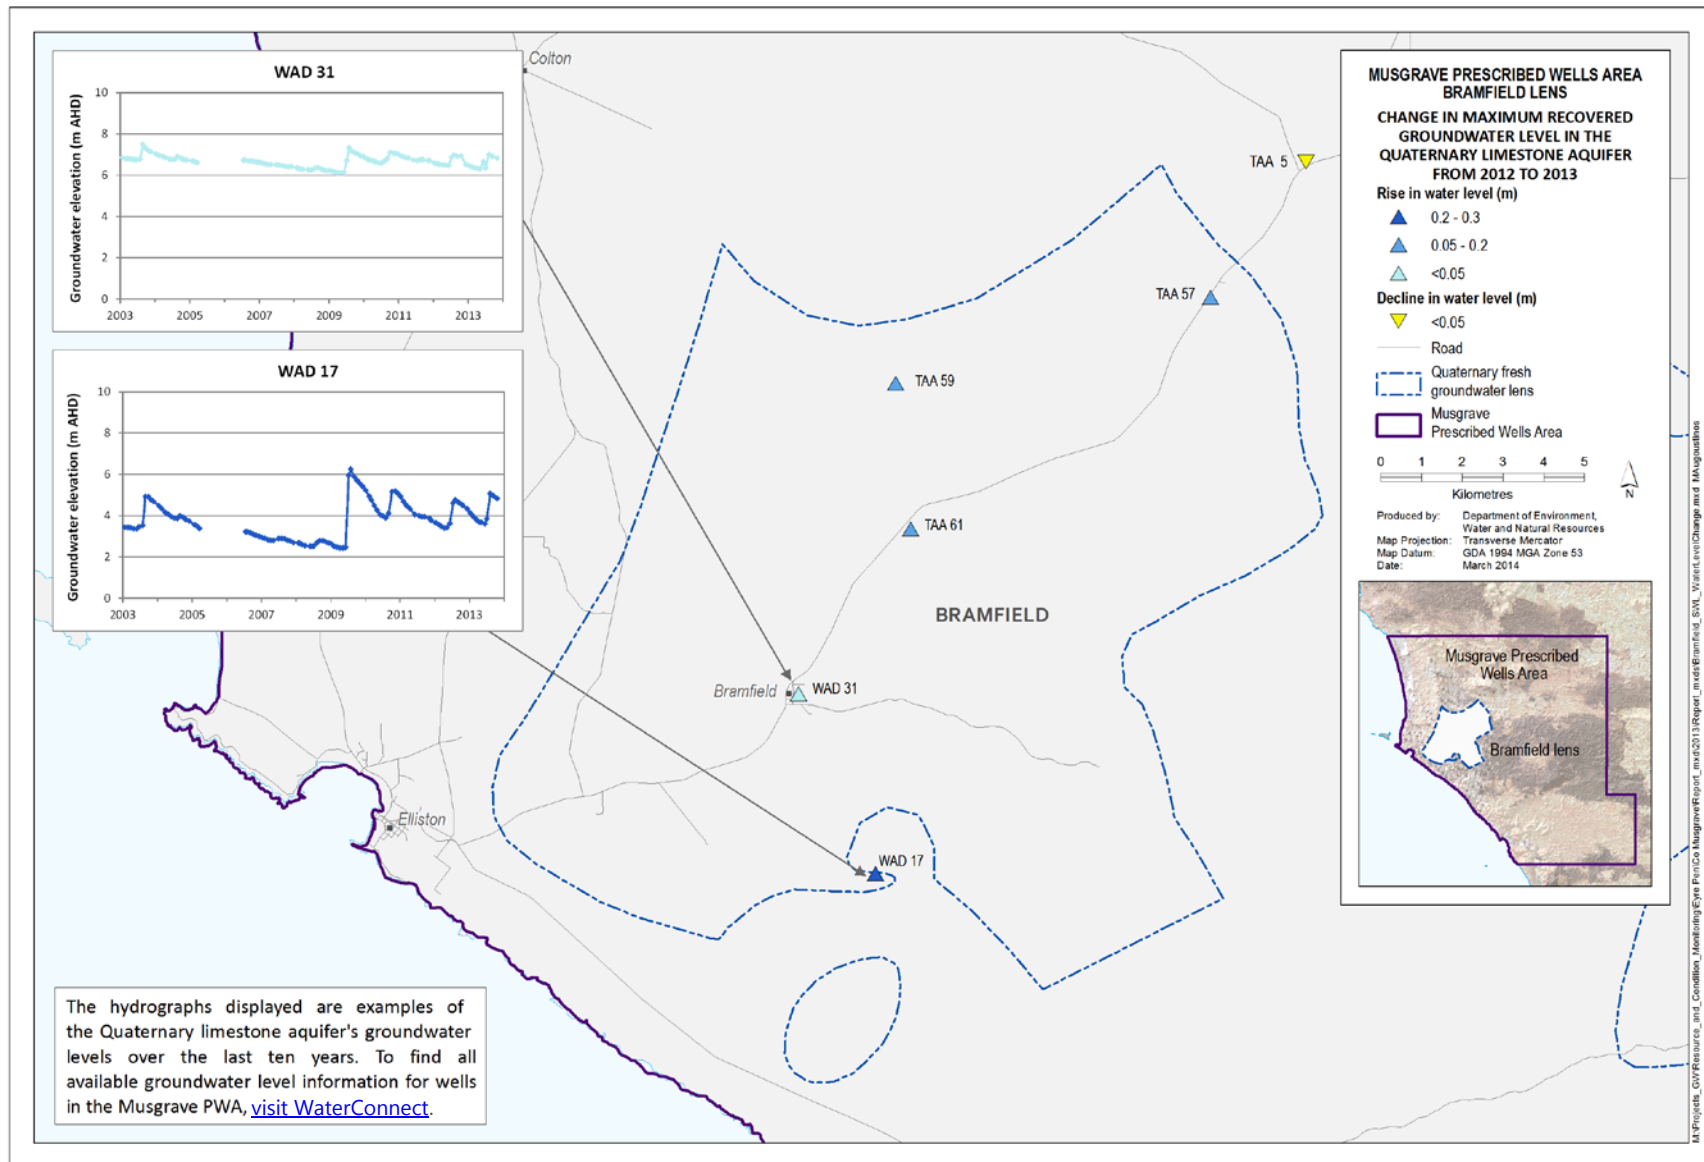 WAD 31
Groundwater elevation (m AHD)
10
8
6
4
2
0
2003 2005 2007 2009 2011 2013
WAD 17
Groundwater elevation (m AHD)
10
8
6
4
2
0
2003 2005 2007 2009 2011 2013
Colton
TAA 5
TAA 57
TAA 59
TAA 61
BRAMFIELD
Bramfield
WAD 31
Elliston
WAD 17
The hydrographs displayed are examples of
the Quaternary limestone aquifer's groundwater
levels over the last ten years. To find all
available groundwater level information for wells
in the Musgrave PWA, visit WaterConnect.
MUSGRAVE PRESCRIBED WELLS AREA
BRAMFIELD LENS
CHANGE IN MAXIMUM RECOVERED
GROUNDWATER LEVEL IN THE
QUATERNARY LIMESTONE AQUIFER
FROM 2012 TO 2013
Rise in water level (m)
0.2 - 0.3
0.05 - 0.2
<0.05
Decline in water level (m)
<0.05
Road
Quaternary fresh
groundwater lens
Musgrave
Prescribed Wells Area
0 1 2 3 4 5
Kilometres
N
Produced by: Department of Environment,
Water and Natural Resources
Map Projection: Transverse Mercator
Map Datum: GDA 1994 MGA Zone 53
Date: March 2014
Musgrave Prescribed
Wells Area
Bramfield lens